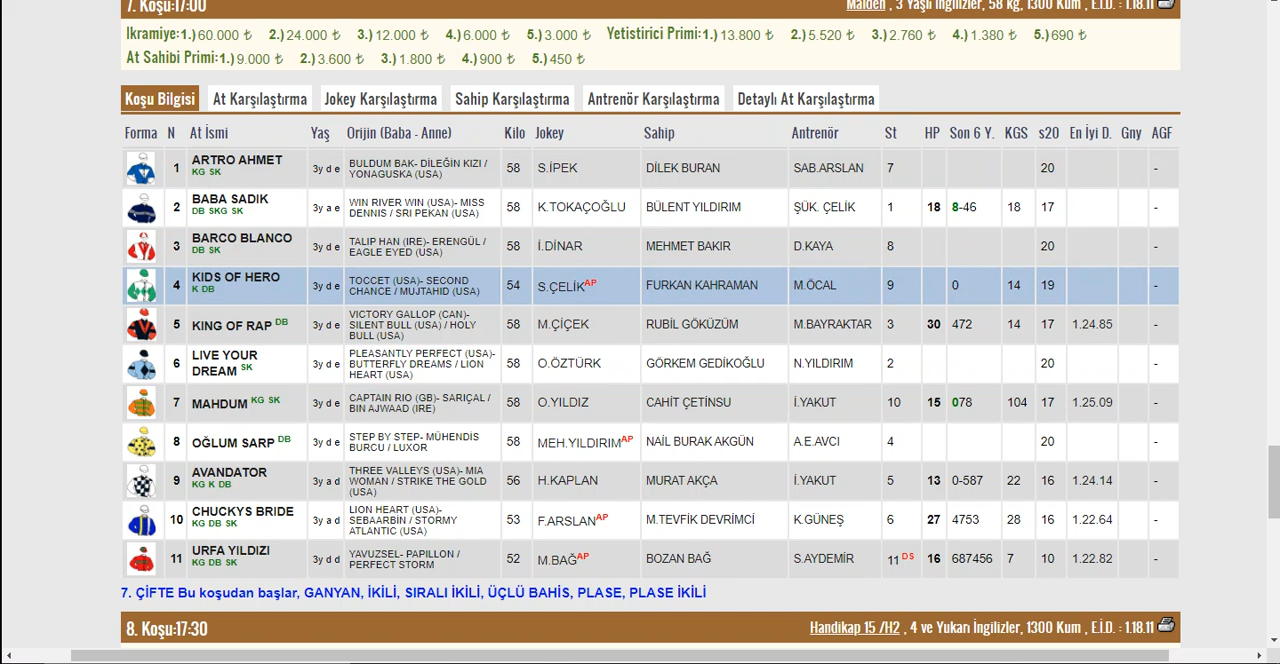 7. Koşu:17:00 Maiden , 3 Yaşlı İngilizler, 58 kg, 1300 Kum , E.İ.D. : 1.18.11
İkramiye:1.) 60.000 ₺ 2.) 24.000 ₺ 3.) 12.000 ₺ 4.) 6.000 ₺ 5.) 3.000 ₺ Yetistirici Primi:1.) 13.800 ₺ 2.) 5.520 ₺ 3.) 2.760 ₺ 4.) 1.380 ₺ 5.) 690 ₺
At Sahibi Primi:1.) 9.000 ₺ 2.) 3.600 ₺ 3.) 1.800 ₺ 4.) 900 ₺ 5.) 450 ₺
Koşu Bilgisi At Karşılaştırma Jokey Karşılaştırma Sahip Karşılaştırma Antrenör Karşılaştırma Detaylı At Karşılaştırma
Forma N At İsmi Yaş Orijin (Baba - Anne) Kilo Jokey Sahip Antrenör St HP Son 6 Y. KGS s20 En İyi D. Gny AGF
1 ARTRO AHMET KG SK 3y d e BULDUM BAK- DİLEĞİN KIZI / YONAGUSKA (USA) 58 S.İPEK DİLEK BURAN SAB.ARSLAN 7 20 -
2 BABA SADIK DB SKG SK 3y a e WIN RIVER WIN (USA)- MISS DENNIS / SRI PEKAN (USA) 58 K.TOKAÇOĞLU BÜLENT YILDIRIM ŞÜK. ÇELİK 1 18 8-46 18 17 -
3 BARCO BLANCO DB SK 3y d e TALIP HAN (IRE)- ERENGÜL / EAGLE EYED (USA) 58 İ.DİNAR MEHMET BAKIR D.KAYA 8 20 -
4 KIDS OF HERO K DB 3y d e TOCCET (USA)- SECOND CHANCE / MUJTAHID (USA) 54 S.ÇELİK AP FURKAN KAHRAMAN M.ÖCAL 9 0 14 19 -
5 KING OF RAP DB 3y d e VICTORY GALLOP (CAN)- SILENT BULL (USA) / HOLY BULL (USA) 58 M.ÇİÇEK RUBİL GÖKÜZÜM M.BAYRAKTAR 3 30 472 14 17 1.24.85 -
6 LIVE YOUR DREAM SK 3y d e PLEASANTLY PERFECT (USA)- BUTTERFLY DREAMS / LION HEART (USA) 58 O.ÖZTÜRK GÖRKEM GEDİKOĞLU N.YILDIRIM 2 20 -
7 MAHDUM KG SK 3y d e CAPTAIN RIO (GB)- SARIÇAL / BIN AJWAAD (IRE) 58 O.YILDIZ CAHİT ÇETİNSU İ.YAKUT 10 15 078 104 17 1.25.09 -
8 OĞLUM SARP DB 3y d e STEP BY STEP- MÜHENDİS BURCU / LUXOR 58 MEH.YILDIRIM AP NAİL BURAK AKGÜN A.E.AVCI 4 20 -
9 AVANDATOR KG K DB 3y a d THREE VALLEYS (USA)- MIA WOMAN / STRIKE THE GOLD (USA) 56 H.KAPLAN MURAT AKÇA İ.YAKUT 5 13 0-587 22 16 1.24.14 -
10 CHUCKYS BRIDE KG DB SK 3y a d LION HEART (USA)- SEBAARBİN / STORMY ATLANTIC (USA) 53 F.ARSLAN AP M.TEVFİK DEVRİMCİ K.GÜNEŞ 6 27 4753 28 16 1.22.64 -
11 URFA YILDIZI KG DB SK 3y d d YAVUZSEL- PAPILLON / PERFECT STORM 52 M.BAĞ AP BOZAN BAĞ S.AYDEMİR 11 DS 16 687456 7 10 1.22.82 -
7. ÇİFTE Bu koşudan başlar, GANYAN, İKİLİ, SIRALI İKİLİ, ÜÇLÜ BAHİS, PLASE, PLASE İKİLİ
8. Koşu:17:30 Handikap 15 /H2 , 4 ve Yukarı İngilizler, 1300 Kum , E.İ.D. : 1.18.11